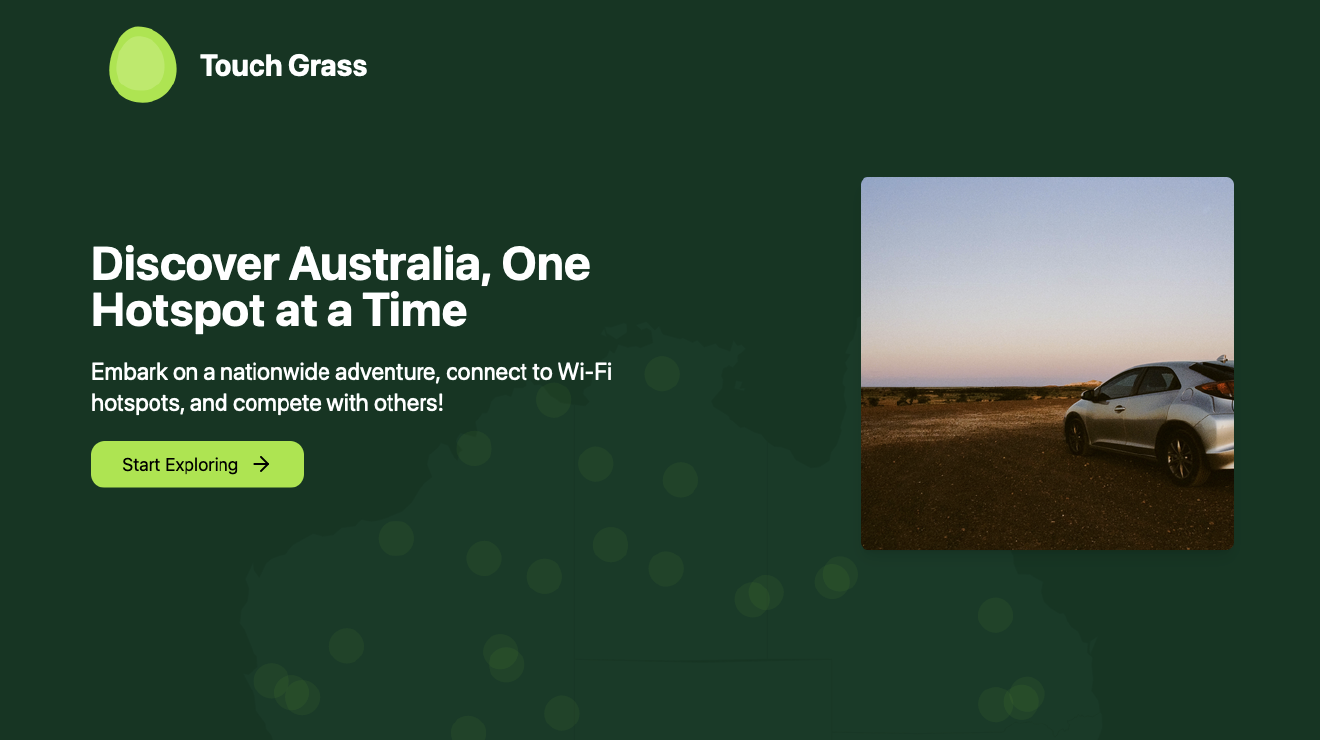 Touch Grass
Discover Australia, One
Hotspot at a Time
Embark on a nationwide adventure, connect to Wi-Fi
hotspots, and compete with others!
Start Exploring